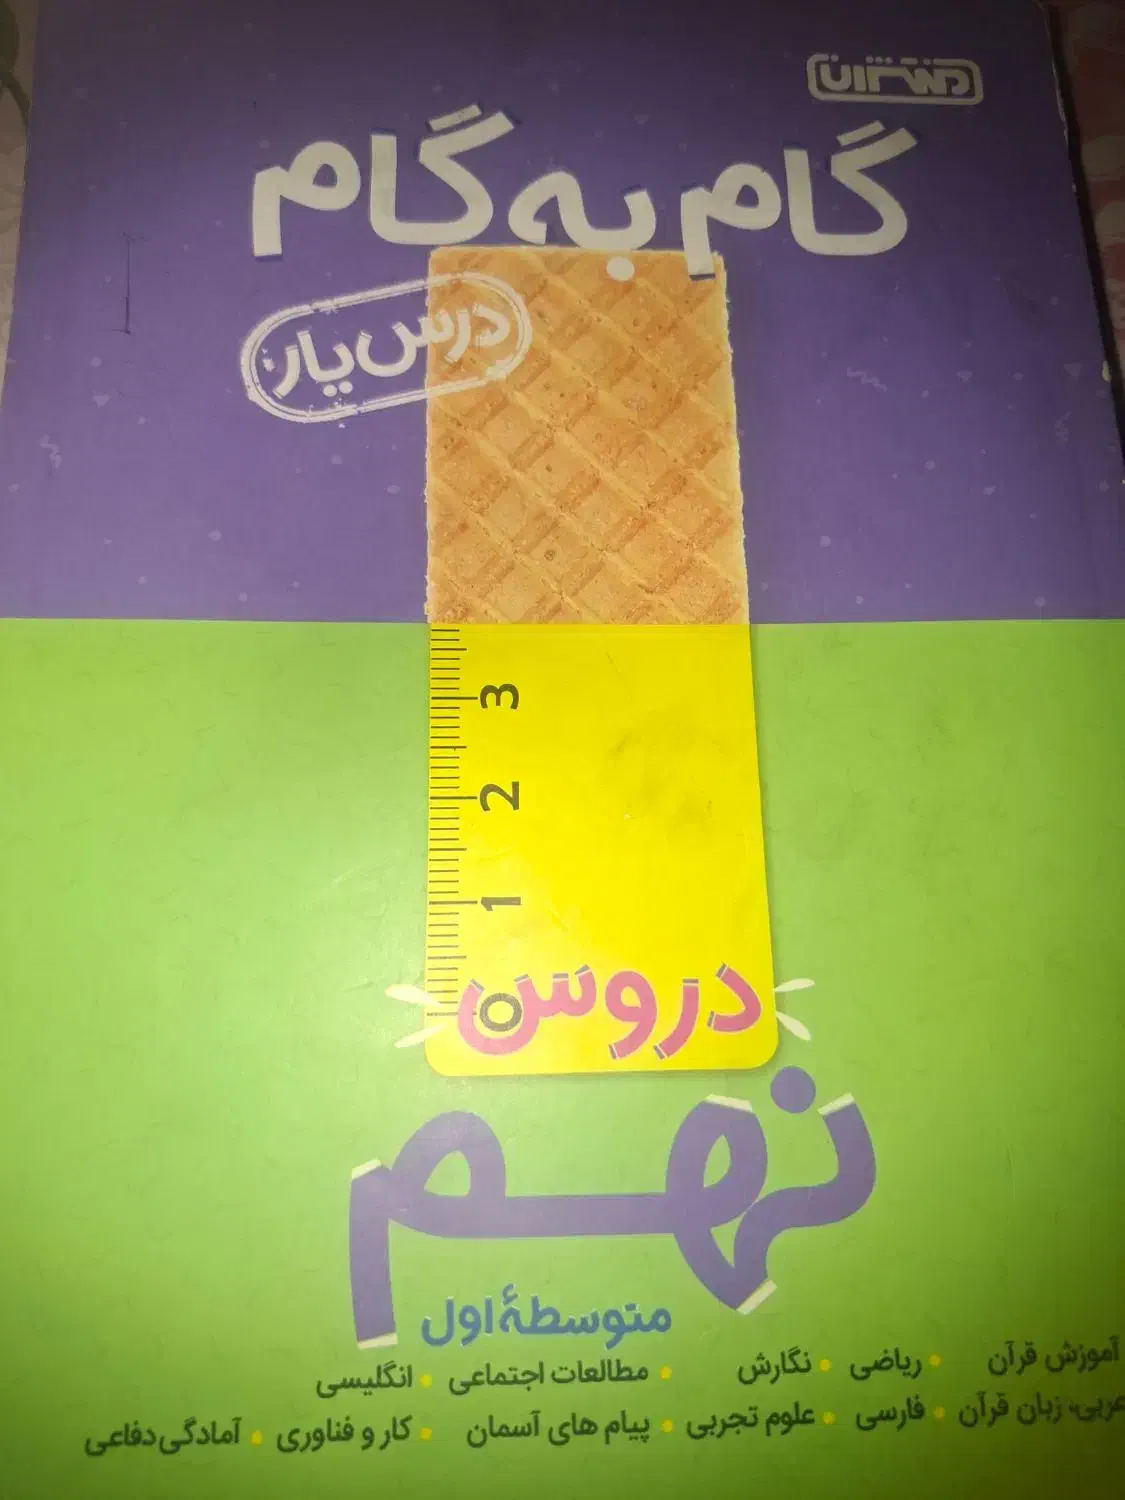 منتشران
گام به گام
درس یار
3
2
1
0
دروس
نهم
متوسطهٔ اول
آموزش قرآن • ریاضی • نگارش • مطالعات اجتماعی • انگلیسی
عربی، زبان قرآن • فارسی • علوم تجربی • پیام های آسمان • کار و فناوری • آمادگی دفاعی